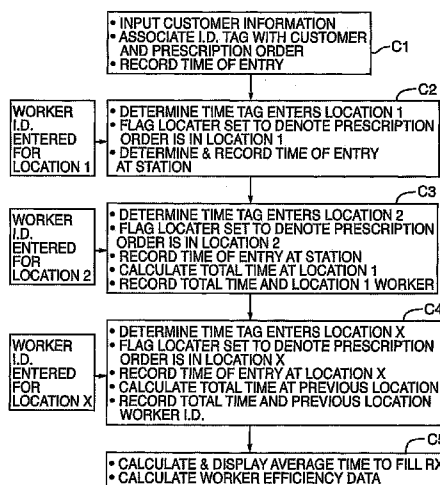 • INPUT CUSTOMER INFORMATION
• ASSOCIATE I.D. TAG WITH CUSTOMER
AND PRESCRIPTION ORDER
• RECORD TIME OF ENTRY
C1
C2
WORKER
I.D.
ENTERED
FOR
LOCATION 1
• DETERMINE TIME TAG ENTERS LOCATION 1
• FLAG LOCATER SET TO DENOTE PRESCRIPTION
ORDER IS IN LOCATION 1
• DETERMINE & RECORD TIME OF ENTRY
AT STATION
C3
WORKER
I.D.
ENTERED
FOR
LOCATION 2
• DETERMINE TIME TAG ENTERS LOCATION 2
• FLAG LOCATER SET TO DENOTE PRESCRIPTION
ORDER IS IN LOCATION 2
• RECORD TIME OF ENTRY AT STATION
• CALCULATE TOTAL TIME AT LOCATION 1
• RECORD TOTAL TIME AND LOCATION 1 WORKER
C4
WORKER
I.D.
ENTERED
FOR
LOCATION X
• DETERMINE TIME TAG ENTERS LOCATION X
• FLAG LOCATER SET TO DENOTE PRESCRIPTION
ORDER IS IN LOCATION X
• RECORD TIME OF ENTRY AT LOCATION X
• CALCULATE TOTAL TIME AT PREVIOUS LOCATION
• RECORD TOTAL TIME AND PREVIOUS LOCATION
WORKER I.D.
C5
• CALCULATE & DISPLAY AVERAGE TIME TO FILL RX
• CALCULATE WORKER EFFICIENCY DATA